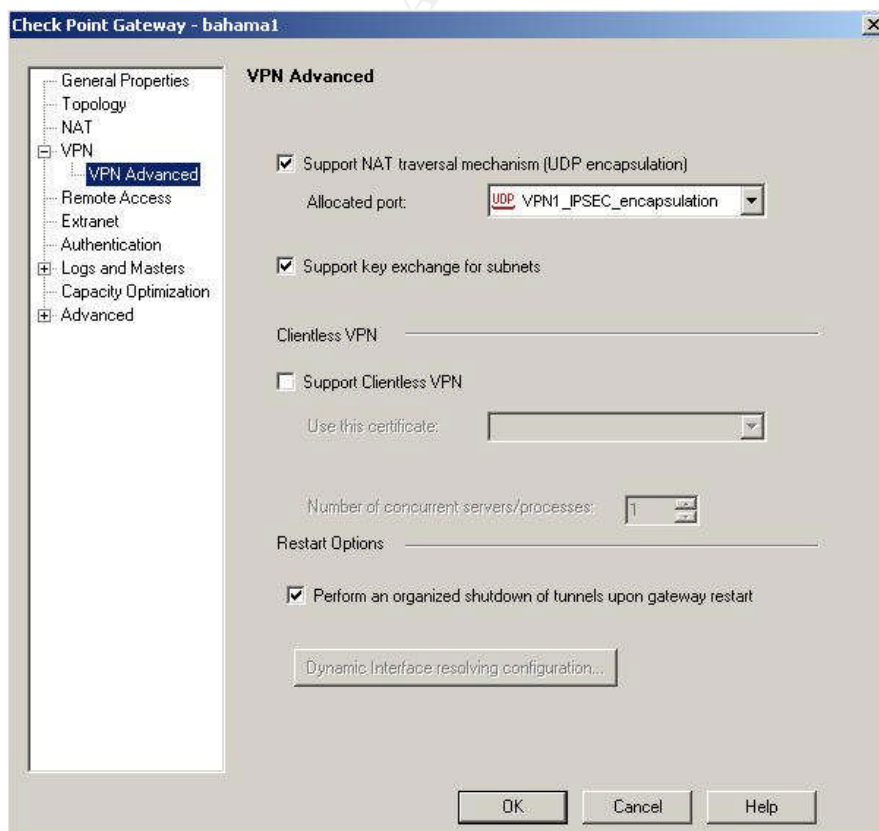 Check Point Gateway - bahama1
General Properties
Topology
NAT
VPN
VPN Advanced
Remote Access
Extranet
Authentication
Logs and Masters
Capacity Optimization
Advanced
VPN Advanced
Support NAT traversal mechanism (UDP encapsulation)
Allocated port: UDP VPN1_IPSEC_encapsulation
Support key exchange for subnets
Clientless VPN
Support Clientless VPN
Use this certificate:
Number of concurrent servers/processes: 1
Restart Options
Perform an organized shutdown of tunnels upon gateway restart
Dynamic Interface resolving configuration...
OK Cancel Help